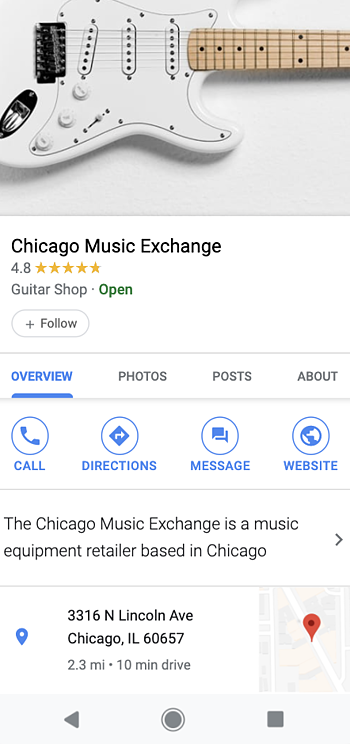 Chicago Music Exchange
4.8
Guitar Shop · Open
+ Follow
OVERVIEW PHOTOS POSTS ABOUT
CALL DIRECTIONS MESSAGE WEBSITE
The Chicago Music Exchange is a music
equipment retailer based in Chicago
3316 N Lincoln Ave
Chicago, IL 60657
2.3 mi • 10 min drive